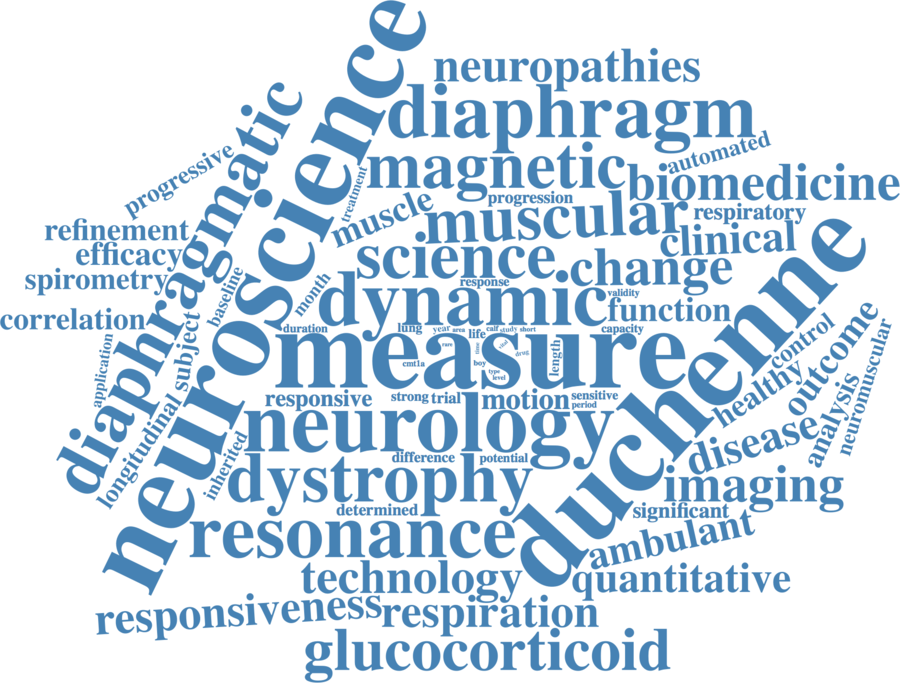 neuropathies
diaphragm
automated
magnetic
biomedicine
progression
progressive
diaphragmatic
neuroscience
treatment
muscle
muscular
respiratory
refinement
clinical
efficacy
science
change
spirometry
response
baseline
month
dynamic
validity
function
duchenne
correlation
subject
duration
lung
year
area
life
calf
study
short
capacity
control
outcome
measure
rare
time
vital
drug
length
application
longitudinal
cmt1a
boy
type
level
healthy
analysis
neuromuscular
responsive
strong
trial
motion
sensitive
period
neurology
disease
inherited
difference
potential
dystrophy
imaging
determined
significant
resonance
ambulant
technology
quantitative
responsiveness
respiration
glucocorticoid